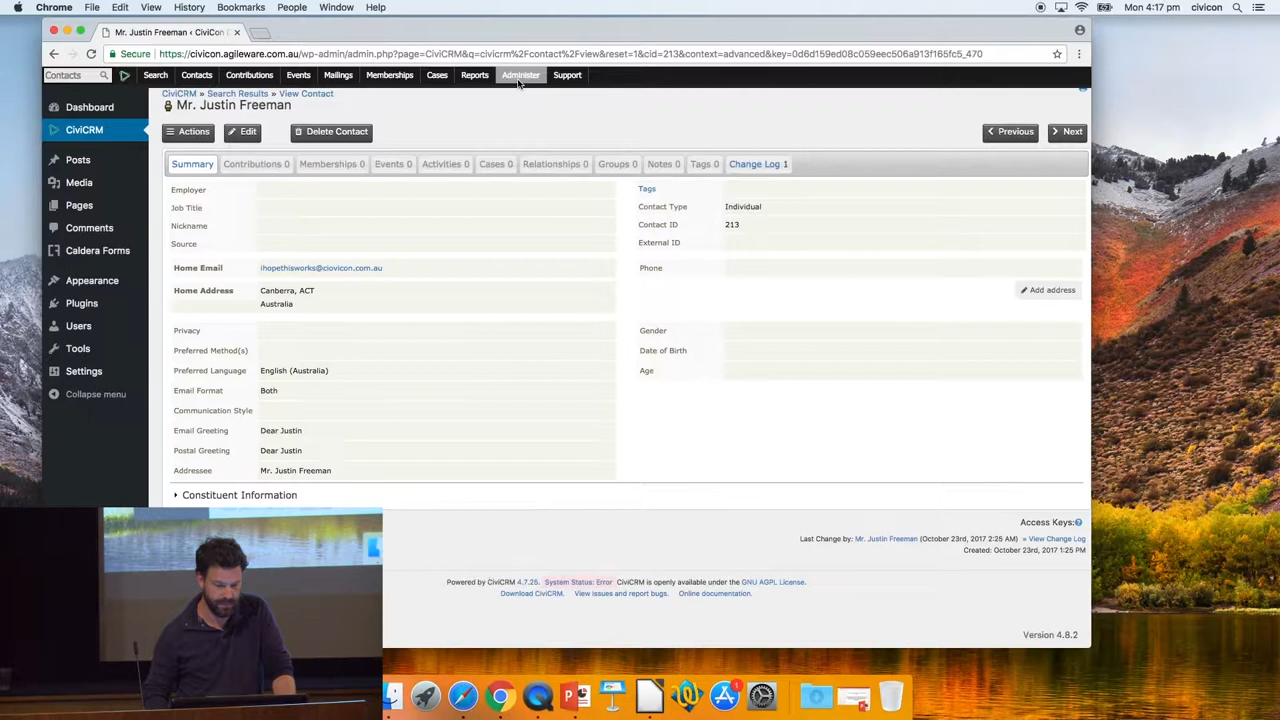 Chrome File Edit View History Bookmarks People Window Help
Mon 4:17 pm civicon
Mr. Justin Freeman ‹ CiviCon
Secure https://civicon.agileware.com.au/wp-admin/admin.php?page=CiviCRM&q=civicrm%2Fcontact%2Fview&reset=1&cid=213&context=advanced&key=0d6d159ed08c059eec506a913f165fc5_470
Contacts Search Contacts Contributions Events Mailings Memberships Cases Reports Administer Support
CiviCRM » Search Results » View Contact
Mr. Justin Freeman
Actions Edit Delete Contact Previous Next
Summary Contributions 0 Memberships 0 Events 0 Activities 0 Cases 0 Relationships 0 Groups 0 Notes 0 Tags 0 Change Log 1
Dashboard
CiviCRM
Posts
Media
Pages
Comments
Caldera Forms
Appearance
Plugins
Users
Tools
Settings
Collapse menu
Employer
Job Title
Nickname
Source
Tags
Contact Type Individual
Contact ID 213
External ID
Home Email ihopethisworks@ciovicon.com.au
Phone
Home Address Canberra, ACT
Australia
Add address
Privacy
Preferred Method(s)
Preferred Language English (Australia)
Email Format Both
Communication Style
Email Greeting Dear Justin
Postal Greeting Dear Justin
Addressee Mr. Justin Freeman
Gender
Date of Birth
Age
Constituent Information
Access Keys:
Last Change by: Mr. Justin Freeman (October 23rd, 2017 2:25 AM) » View Change Log
Created: October 23rd, 2017 1:25 PM
Powered by CiviCRM 4.7.25. System Status: Error CiviCRM is openly available under the GNU AGPL License.
Download CiviCRM. View issues and report bugs. Online documentation.
Version 4.8.2
1